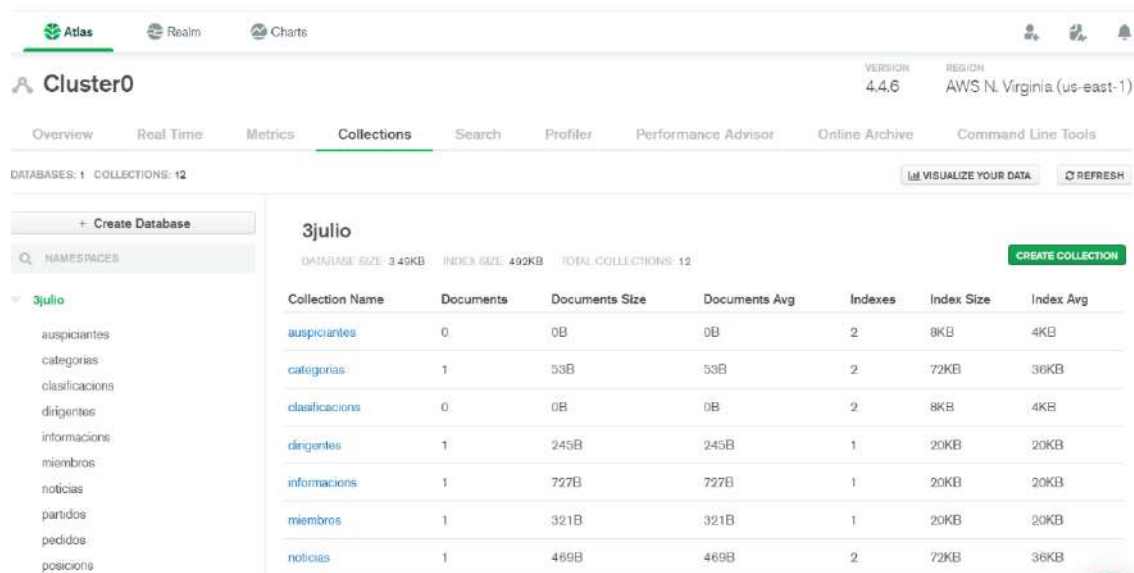 Atlas Realm Charts
Cluster0
VERSION
4.4.6
REGION
AWS N. Virginia (us-east-1)
Overview Real Time Metrics Collections Search Profiler Performance Advisor Online Archive Command Line Tools
DATABASES: 1 COLLECTIONS: 12
VISUALIZE YOUR DATA
REFRESH
+ Create Database
NAMESPACES
3julio
auspiciantes
categorias
clasificacions
dirigentes
informacions
miembros
noticias
partidos
pedidos
posicions
3julio
DATABASE SIZE: 3.49KB INDEX SIZE: 492KB TOTAL COLLECTIONS: 12
CREATE COLLECTION
Collection Name Documents Documents Size Documents Avg Indexes Index Size Index Avg
auspiciantes 0 0B 0B 2 8KB 4KB
categorias 1 53B 53B 2 72KB 36KB
clasificacions 0 0B 0B 2 8KB 4KB
dirigentes 1 245B 245B 1 20KB 20KB
informacions 1 727B 727B 1 20KB 20KB
miembros 1 321B 321B 1 20KB 20KB
noticias 1 469B 469B 2 72KB 36KB